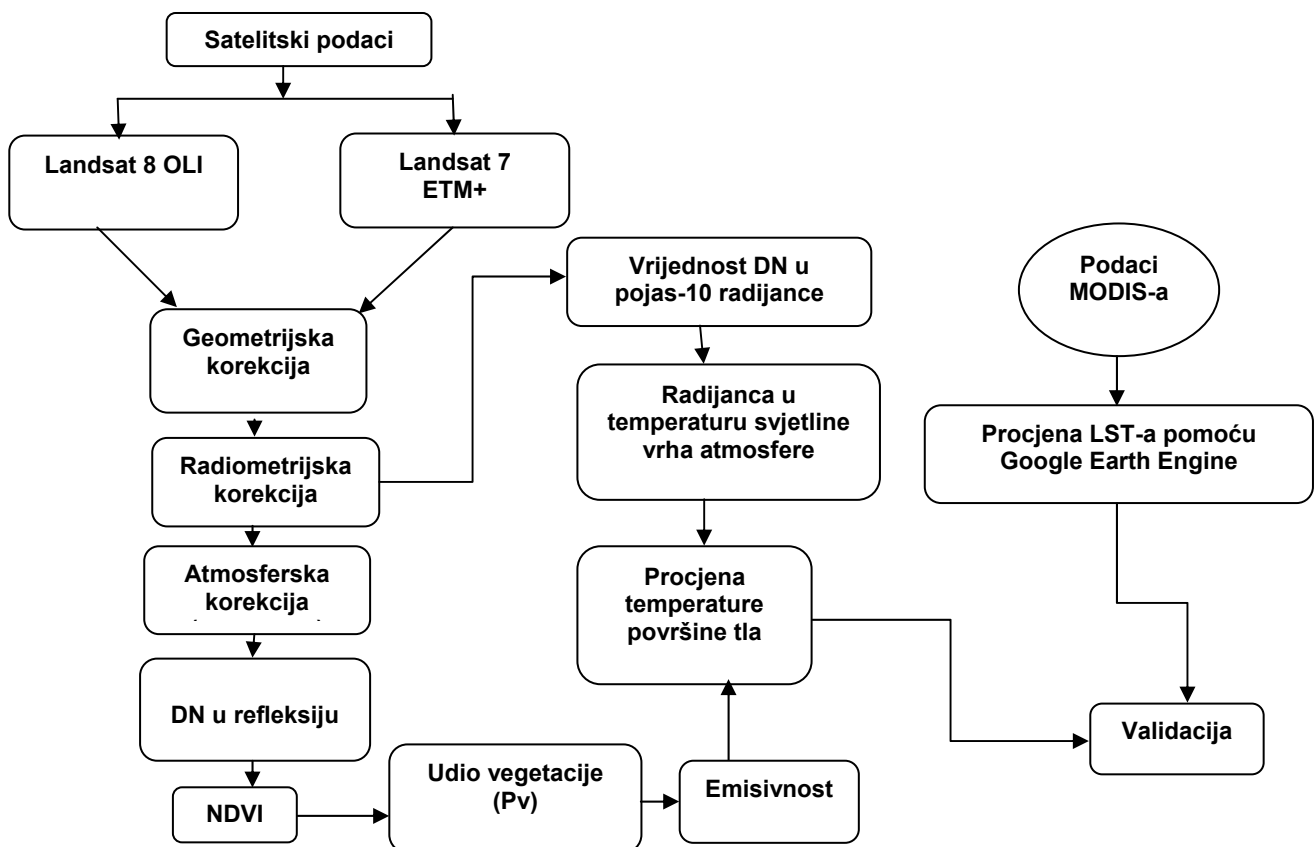 Satelitski podaci
Landsat 8 OLI
Landsat 7
ETM+
Geometrijska
korekcija
Radiometrijska
korekcija
Atmosferska
korekcija
DN u refleksiju
NDVI
Udio vegetacije
(Pv)
Emisivnost
Vrijednost DN u
pojas-10 radijance
Radijanca u
temperaturu svjetline
vrha atmosfere
Procjena
temperature
površine tla
Podaci
MODIS-a
Procjena LST-a pomoću
Google Earth Engine
Validacija